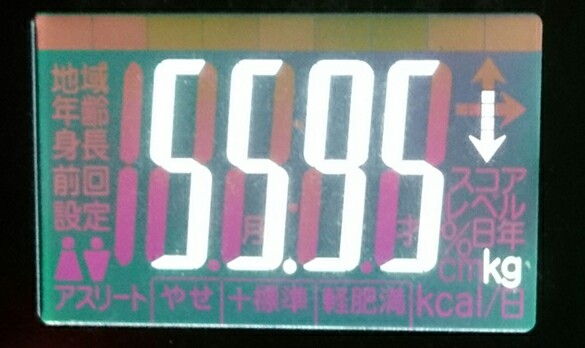 地域
年齢
身長
前回
設定
55.95
月
才
スコア
レベル
%日年
cm kg
アスリート やせ 十標準 軽肥満 kcal/日